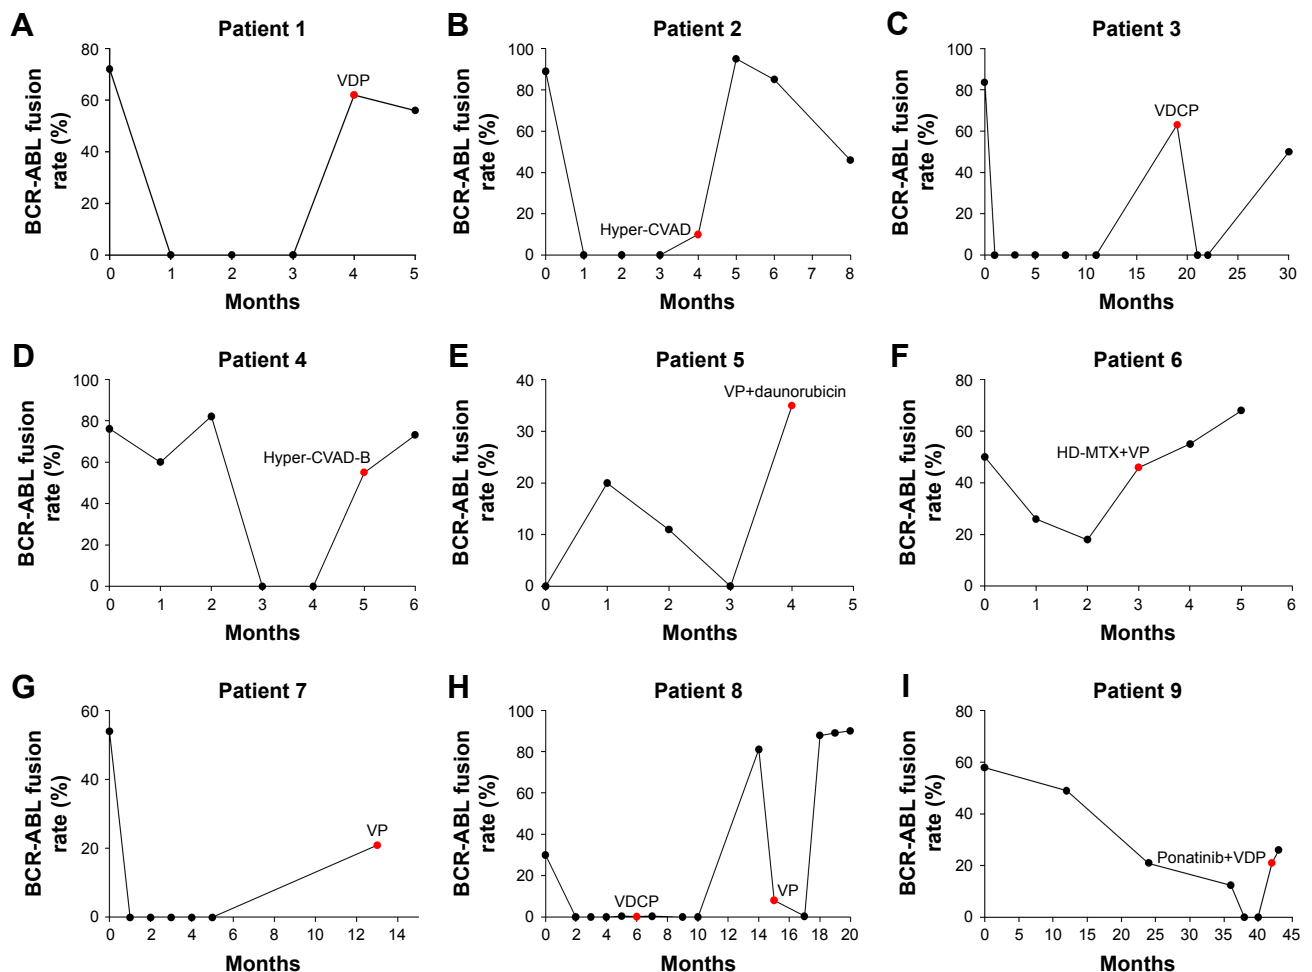 A
Patient 1
BCR-ABL fusion
rate (%)
80
60
40
20
0
VDP
0 1 2 3 4 5
Months
B
Patient 2
BCR-ABL fusion
rate (%)
100
80
60
40
20
0
Hyper-CVAD
0 1 2 3 4 5 6 7 8
Months
C
Patient 3
BCR-ABL fusion
rate (%)
100
80
60
40
20
0
VDCP
0 5 10 15 20 25 30
Months
D
Patient 4
BCR-ABL fusion
rate (%)
100
80
60
40
20
0
Hyper-CVAD-B
0 1 2 3 4 5 6
Months
E
Patient 5
BCR-ABL fusion
rate (%)
40
30
20
10
0
VP+daunorubicin
0 1 2 3 4 5
Months
F
Patient 6
BCR-ABL fusion
rate (%)
80
60
40
20
0
HD-MTX+VP
0 1 2 3 4 5 6
Months
G
Patient 7
BCR-ABL fusion
rate (%)
60
40
20
0
VP
0 2 4 6 8 10 12 14
Months
H
Patient 8
BCR-ABL fusion
rate (%)
100
80
60
40
20
0
VDCP
VP
0 2 4 6 8 10 12 14 16 18 20
Months
I
Patient 9
BCR-ABL fusion
rate (%)
80
60
40
20
0
Ponatinib+VDP
0 5 10 15 20 25 30 35 40 45
Months